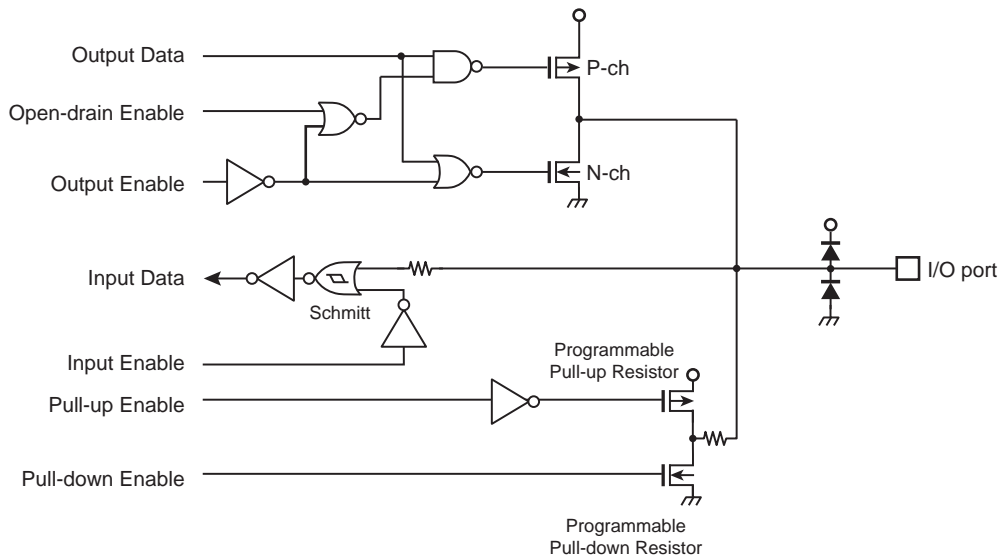 Output Data
P-ch
Open-drain Enable
Output Enable
N-ch
Input Data
I/O port
Schmitt
Input Enable
Programmable
Pull-up Resistor
Pull-up Enable
Pull-down Enable
Programmable
Pull-down Resistor